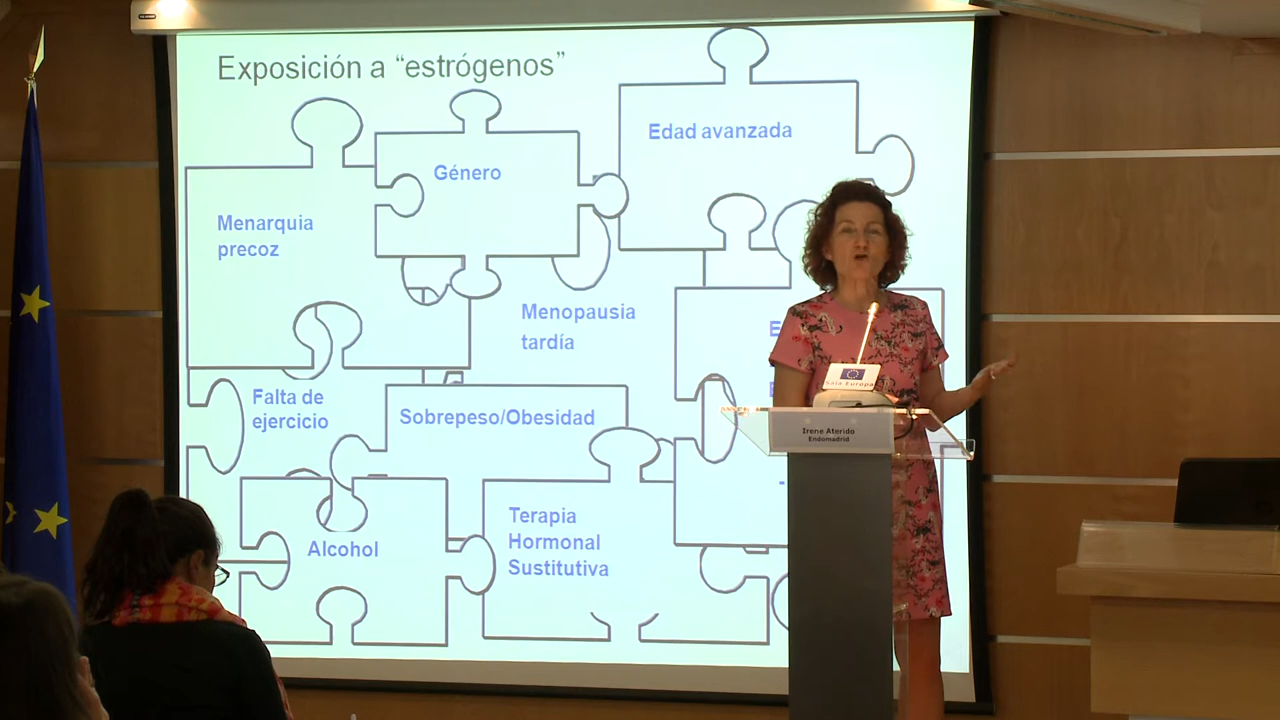 Exposición a “estrógenos”
Edad avanzada
Género
Menarquia
precoz
Menopausia
tardía
Falta de
ejercicio
Sobrepeso/Obesidad
Alcohol
Terapia
Hormonal
Sustitutiva
Sala Europa
Irene Aterido
Endomadrid